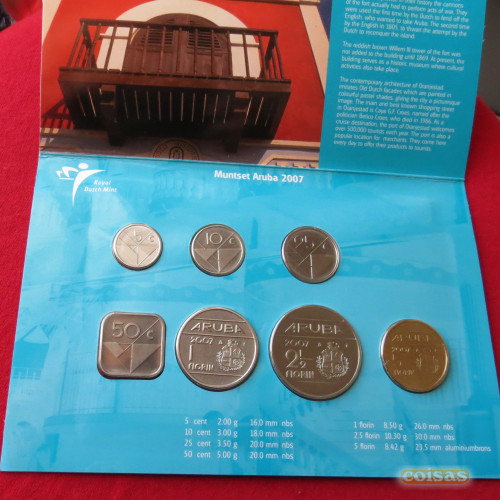 of the fort actually had to perform acts of war. They
were used the first time by the Dutch to fend off the
English, who wanted to take Aruba. The second time
by the English in 1805, to thwart the attempt by the
Dutch to reconquer the island.
The reddish brown Willem III tower of the fort was
not added to the building until 1869. At present, the
building serves as a historic museum where cultural
activities also take place.
The contemporary architecture of Oranjestad
imitates Old Dutch facades which are painted in
colourful pastel shades, giving the city a picturesque
image. The main and best known shopping street
in Oranjestad is Caya G.F. Croes, named after the
politician Betico Croes, who died in 1986. As a
cruise destination, the port of Oranjestad welcomes
over 500,000 tourists each year. The port is also a
popular location for merchants. Come here
every day to offer their products to tourists.
Royal
Dutch Mint
Muntset Aruba 2007
5 c
10 c
25 c
50 c
ARUBA
2007
1
FLORIN
ARUBA
2007
2½
FLORIN
ARUBA
2007
5 cent 2.00 g 16.0 mm nbs
10 cent 3.00 g 18.0 mm nbs
25 cent 3.50 g 20.0 mm nbs
50 cent 5.00 g 20.0 mm nbs
1 florin 8.50 g 26.0 mm nbs
2.5 florin 10.30 g 30.0 mm nbs
5 florin 8.42 g 23.5 mm aluminiumbrons
coisas